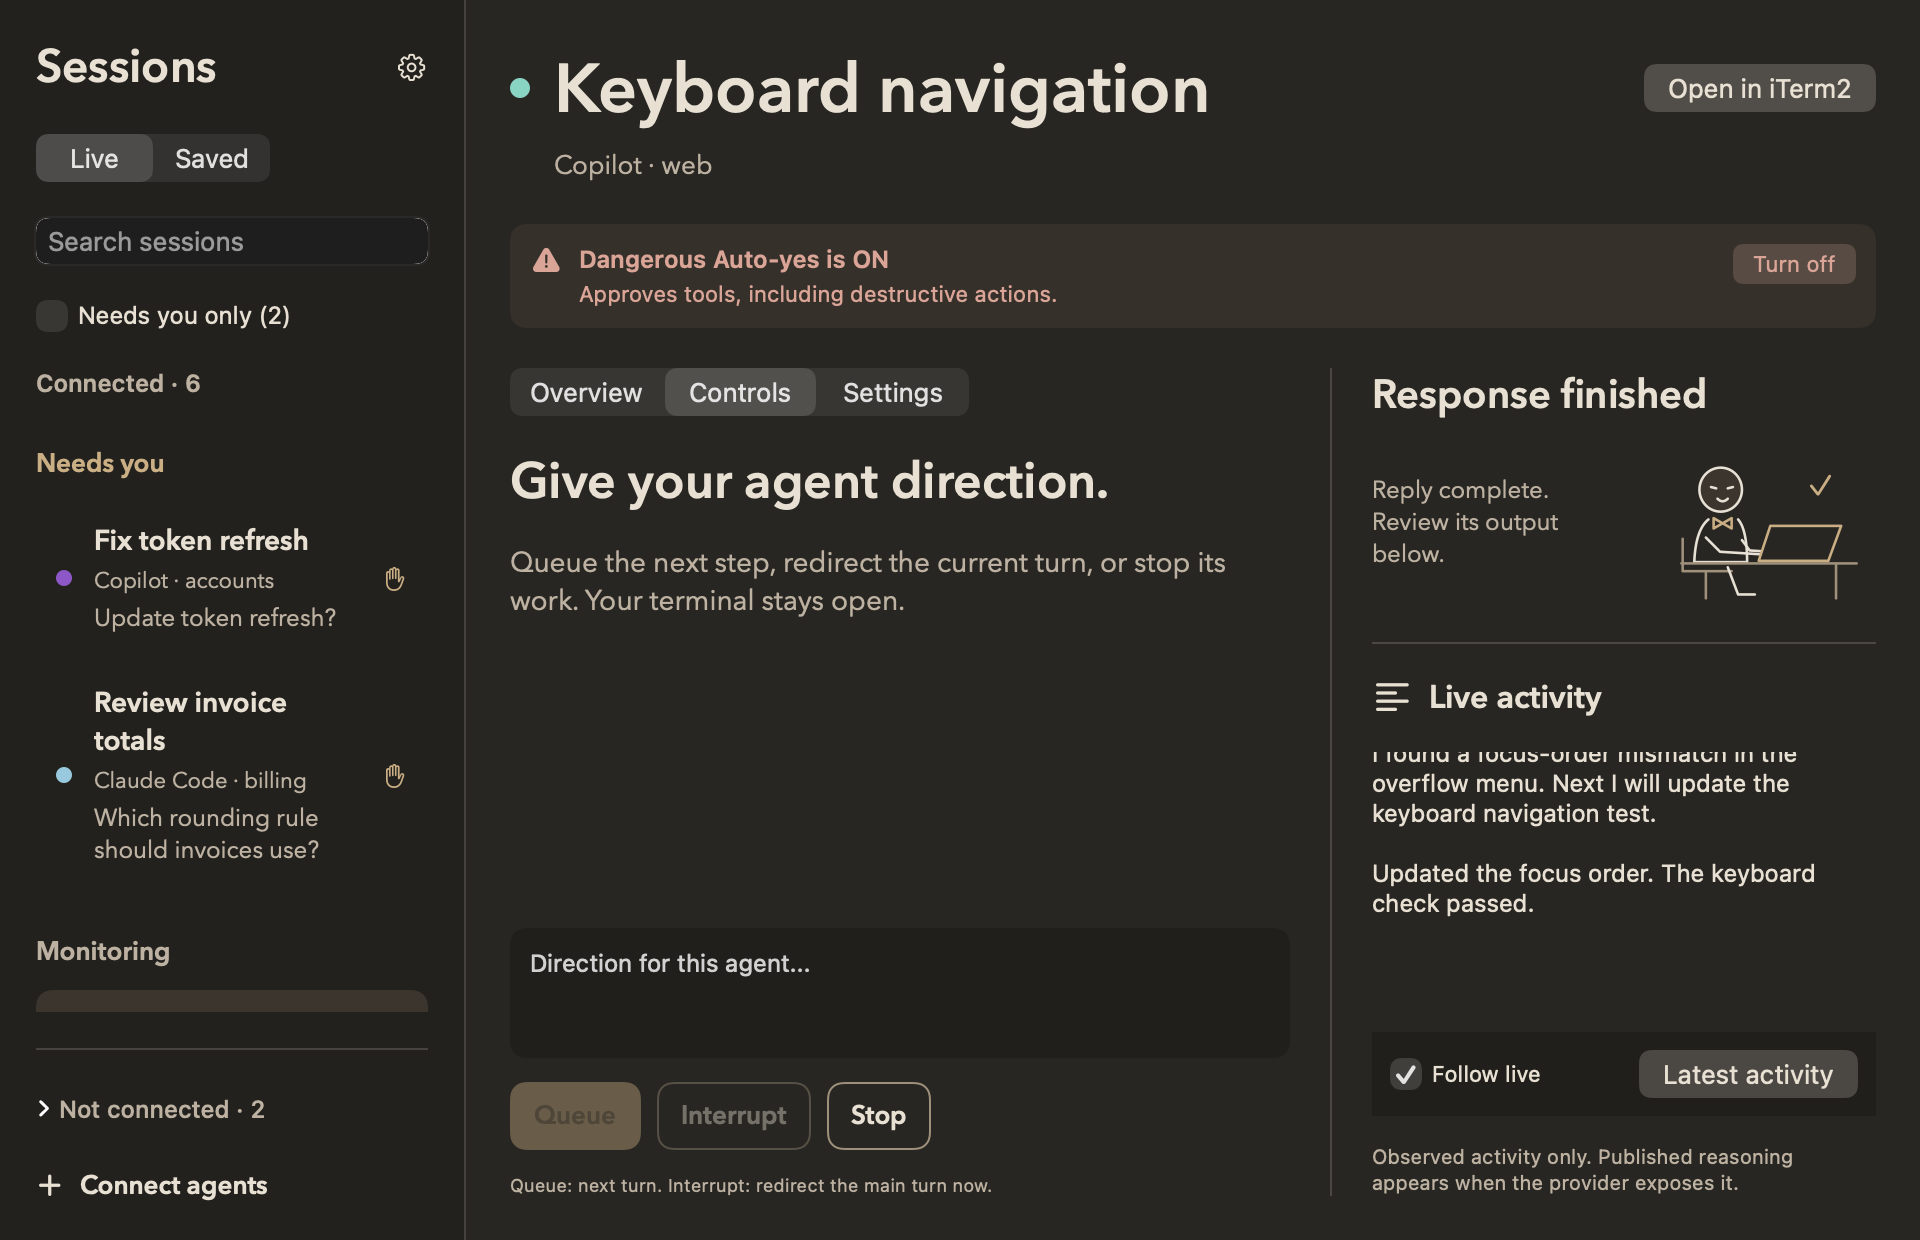 Sessions
Live
Saved
Search sessions
Needs you only (2)
Connected · 6
Needs you
Fix token refresh
Copilot · accounts
Update token refresh?
Review invoice
totals
Claude Code · billing
Which rounding rule
should invoices use?
Monitoring
Not connected · 2
Connect agents
Keyboard navigation
Copilot · web
Open in iTerm2
Dangerous Auto-yes is ON
Approves tools, including destructive actions.
Turn off
Overview
Controls
Settings
Give your agent direction.
Queue the next step, redirect the current turn, or stop its
work. Your terminal stays open.
Direction for this agent...
Queue
Interrupt
Stop
Queue: next turn. Interrupt: redirect the main turn now.
Response finished
Reply complete.
Review its output
below.
Live activity
I found a focus-order mismatch in the
overflow menu. Next I will update the
keyboard navigation test.
Updated the focus order. The keyboard
check passed.
Follow live
Latest activity
Observed activity only. Published reasoning
appears when the provider exposes it.